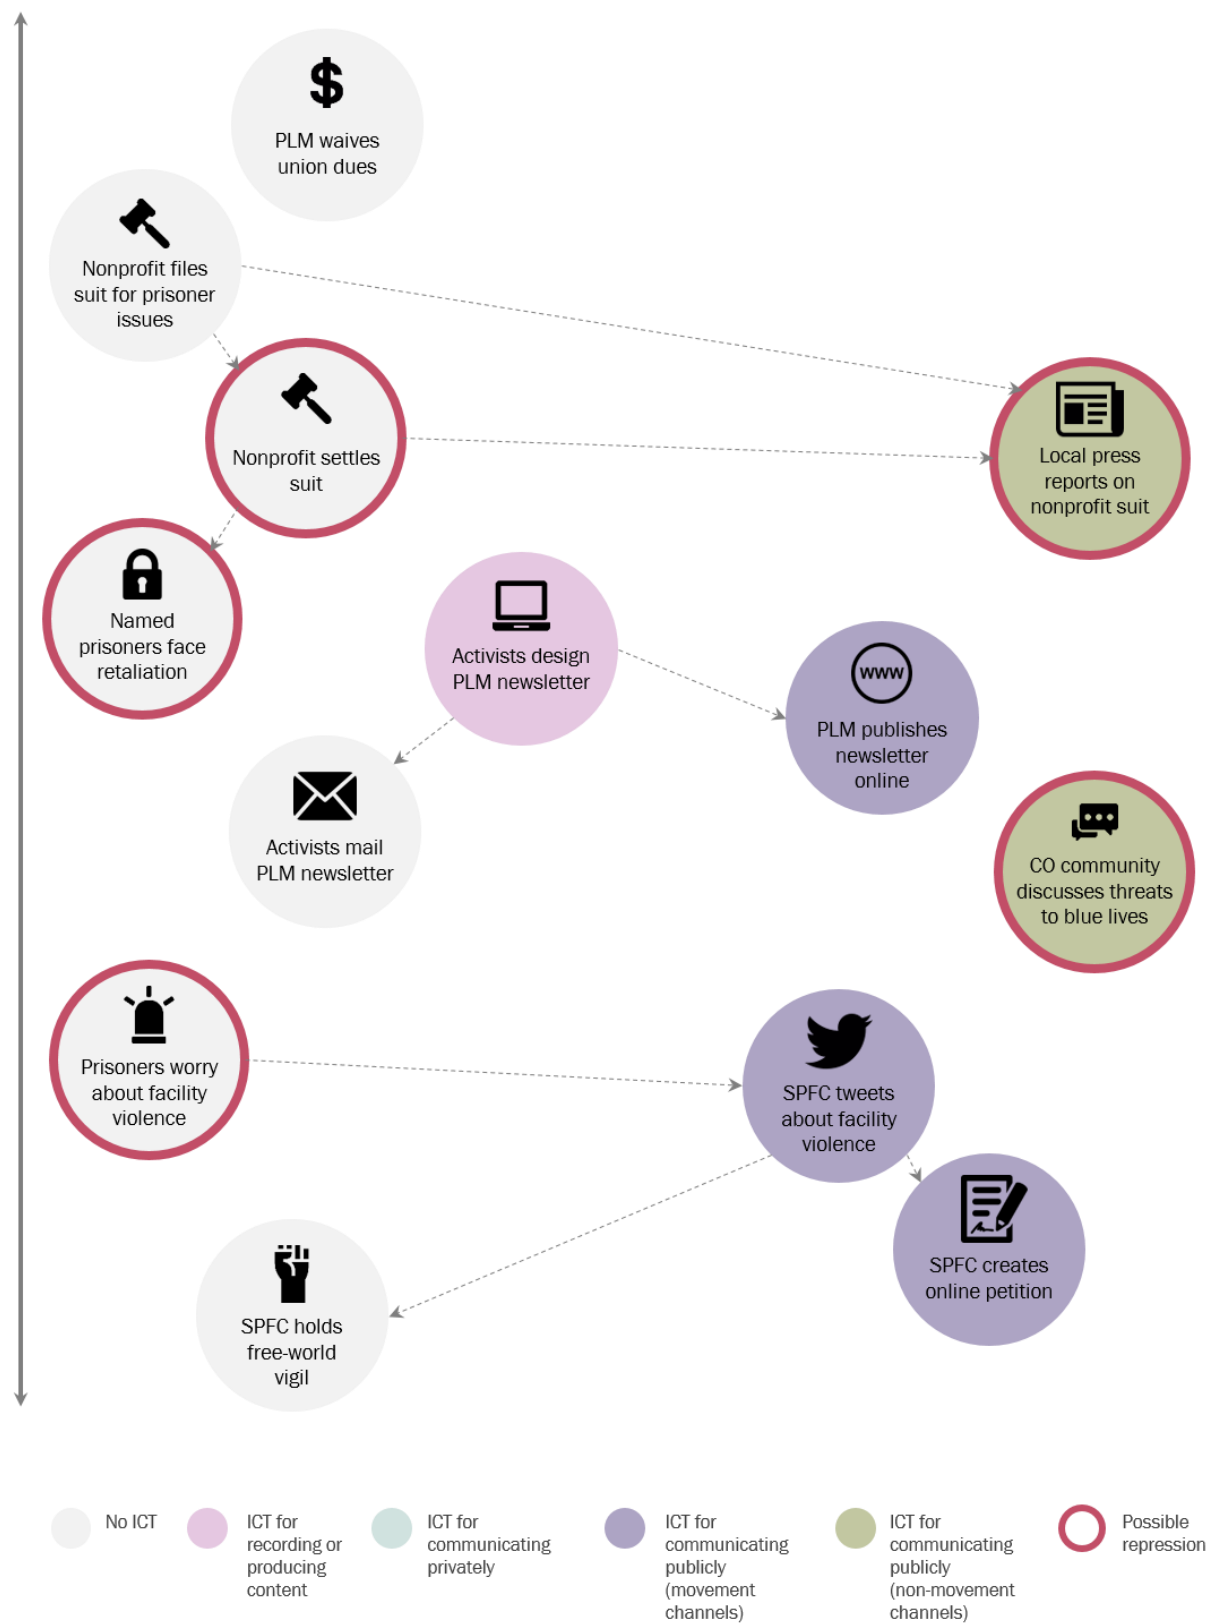 $
PLM waives
union dues
Nonprofit files
suit for prisoner
issues
Nonprofit settles
suit
Local press
reports on
nonprofit suit
Named
prisoners face
retaliation
Activists design
PLM newsletter
www
PLM publishes
newsletter
online
Activists mail
PLM newsletter
CO community
discusses threats
to blue lives
Prisoners worry
about facility
violence
SPFC tweets
about facility
violence
SPFC creates
online petition
SPFC holds
free-world
vigil
No ICT
ICT for
recording or
producing
content
ICT for
communicating
privately
ICT for
communicating
publicly
(movement
channels)
ICT for
communicating
publicly
(non-movement
channels)
Possible
repression